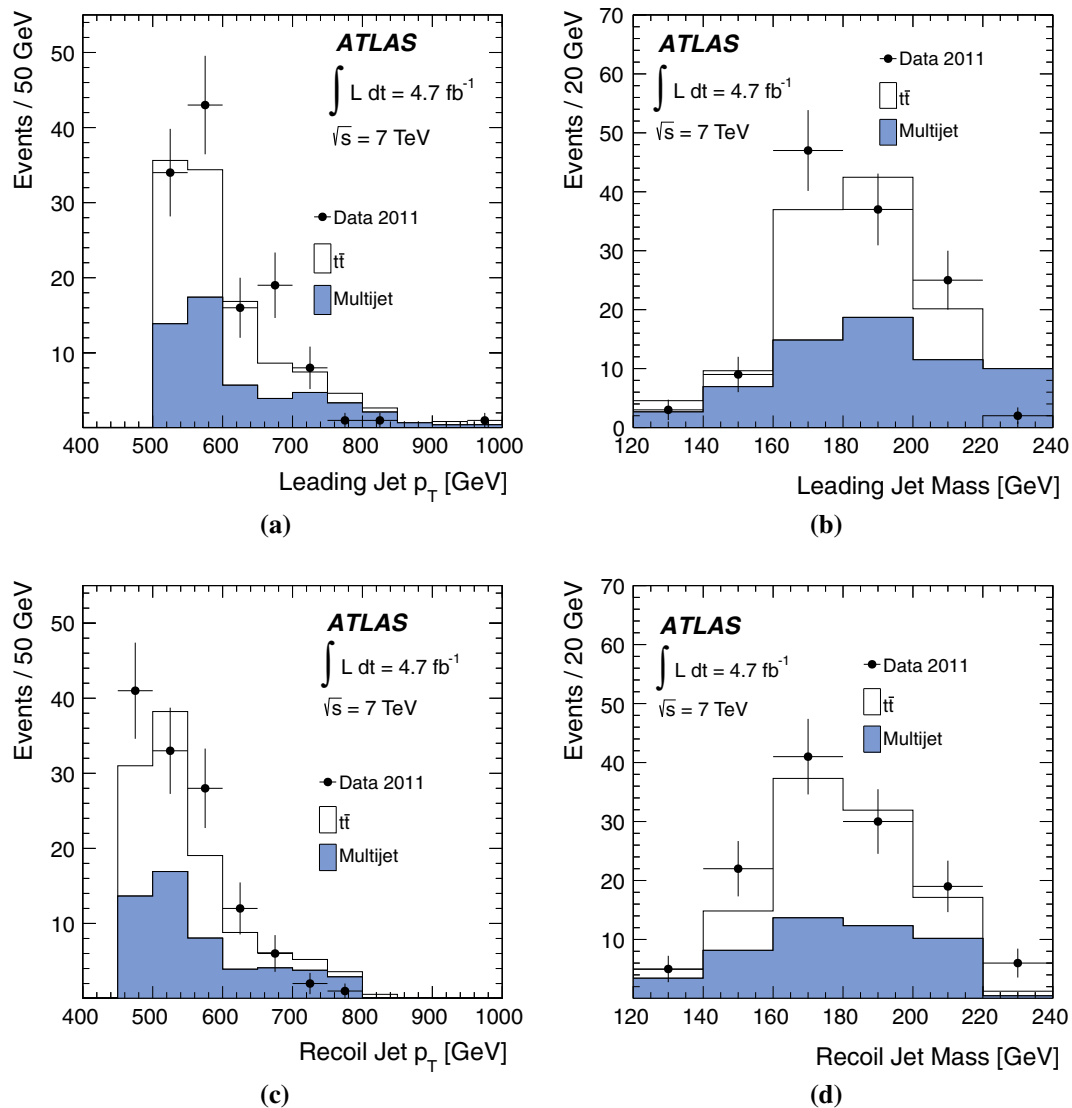 Events / 50 GeV
50
40
30
20
10
ATLAS
∫ L dt = 4.7 fb⁻¹
√s = 7 TeV
Data 2011
tt̄
Multijet
400 500 600 700 800 900 1000
Leading Jet p_T [GeV]
(a)
Events / 20 GeV
70
60
50
40
30
20
10
0
ATLAS
∫ L dt = 4.7 fb⁻¹
√s = 7 TeV
Data 2011
tt̄
Multijet
120 140 160 180 200 220 240
Leading Jet Mass [GeV]
(b)
Events / 50 GeV
50
40
30
20
10
ATLAS
∫ L dt = 4.7 fb⁻¹
√s = 7 TeV
Data 2011
tt̄
Multijet
400 500 600 700 800 900 1000
Recoil Jet p_T [GeV]
(c)
Events / 20 GeV
70
60
50
40
30
20
10
ATLAS
∫ L dt = 4.7 fb⁻¹
√s = 7 TeV
Data 2011
tt̄
Multijet
120 140 160 180 200 220 240
Recoil Jet Mass [GeV]
(d)